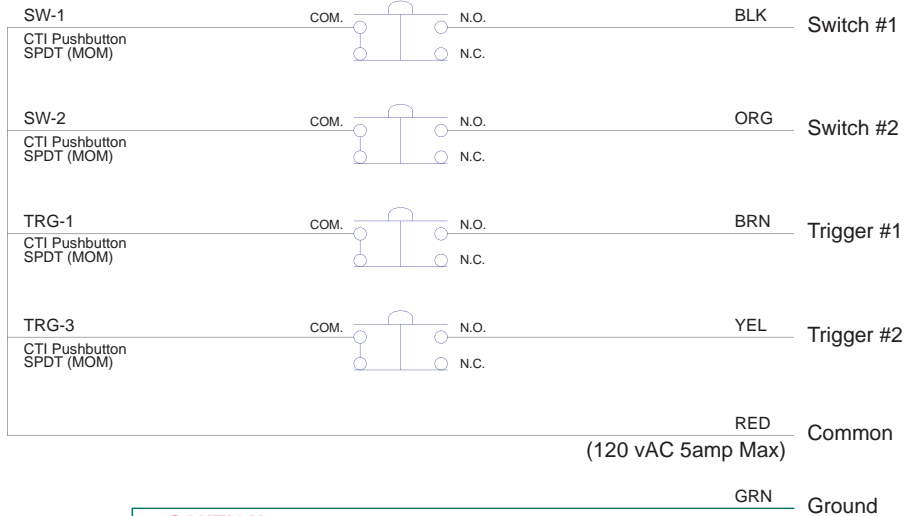 SW-1 COM. N.O. BLK Switch #1
CTI Pushbutton
SPDT (MOM) N.C.
SW-2 COM. N.O. ORG Switch #2
CTI Pushbutton
SPDT (MOM) N.C.
TRG-1 COM. N.O. BRN Trigger #1
CTI Pushbutton
SPDT (MOM) N.C.
TRG-3 COM. N.O. YEL Trigger #2
CTI Pushbutton
SPDT (MOM) N.C.
RED Common
(120 vAC 5amp Max)
GRN Ground